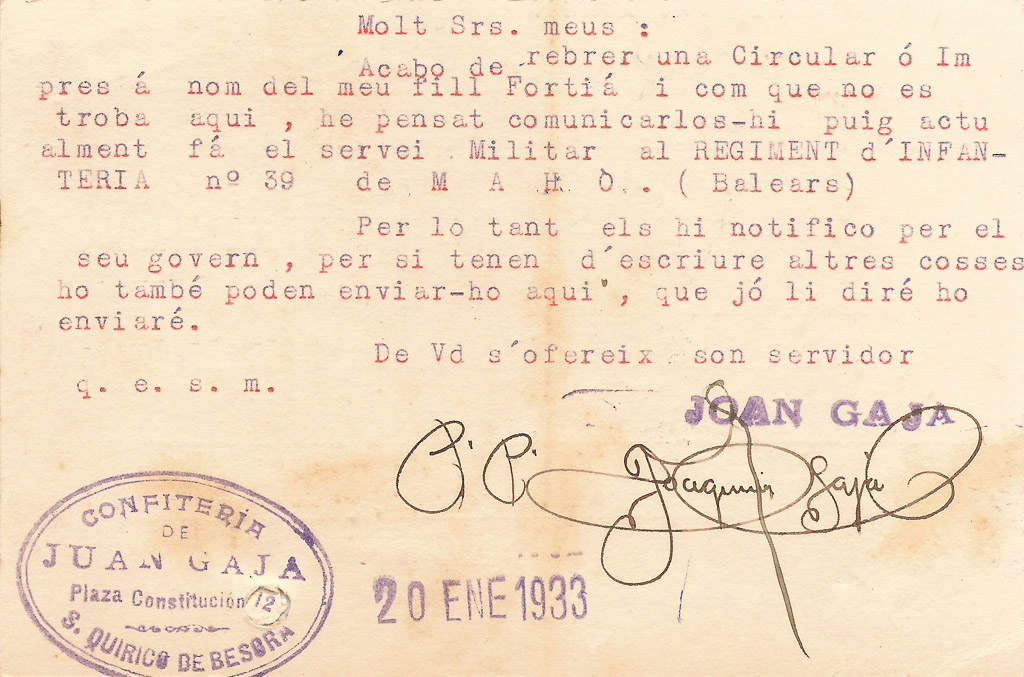 Molt Srs. meus :
Acabo de rebrer una Circular ó Im
pres á nom del meu fill Fortiá i com que no es
troba aqui , he pensat comunicarlos-hi puig actu
alment fá el servei Militar al REGIMENT d´INFAN-
TERIA nº 39 de M A H Ò . ( Balears)
Per lo tant els hi notifico per el
seu govern , per si tenen d´escriure altres cosses
ho també poden enviar-ho aqui , que jó li diré ho
enviaré.
De Vd s´ofereix son servidor
q. e. s. m.
JOAN GAJA
P. P. Joaquim Gaja
CONFITERIA
DE
JUAN GAJA
Plaza Constitución 12
S. QUIRICO DE BESORA
20 ENE 1933